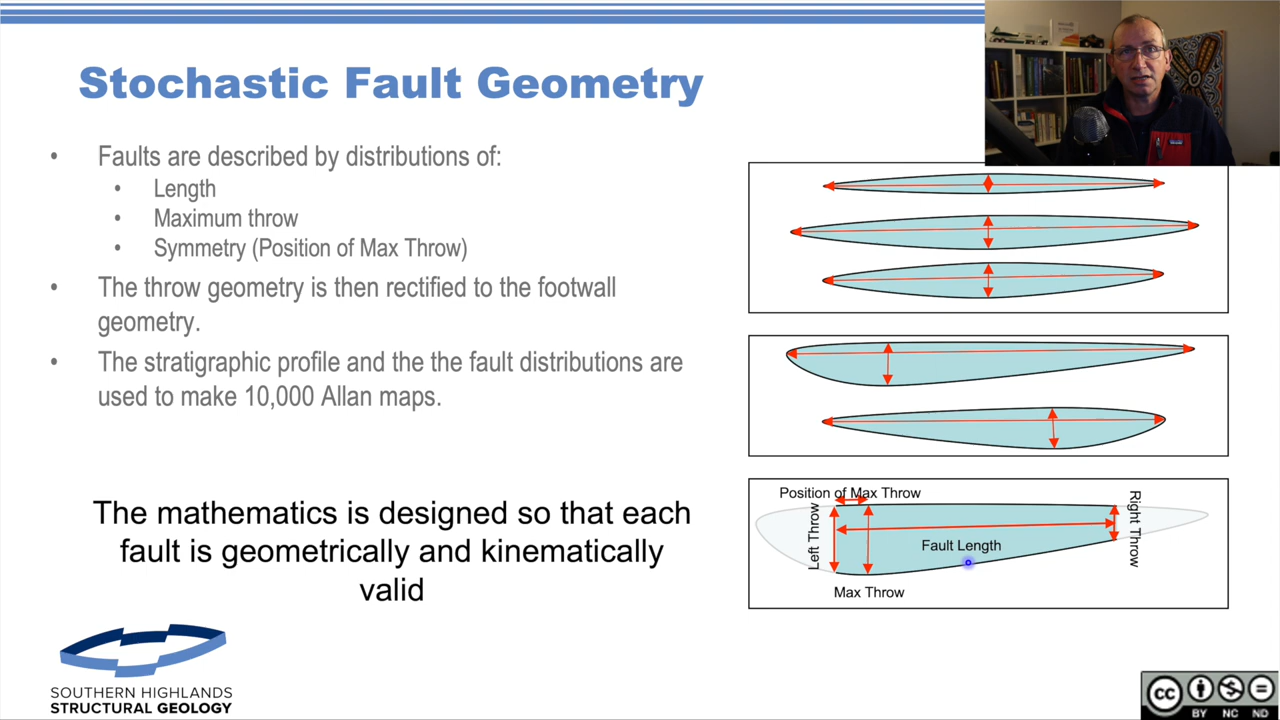 Stochastic Fault Geometry
• Faults are described by distributions of:
• Length
• Maximum throw
• Symmetry (Position of Max Throw)
• The throw geometry is then rectified to the footwall
geometry.
• The stratigraphic profile and the the fault distributions are
used to make 10,000 Allan maps.
The mathematics is designed so that each
fault is geometrically and kinematically
valid
Position of Max Throw
Left Throw
Right Throw
Fault Length
Max Throw
SOUTHERN HIGHLANDS
STRUCTURAL GEOLOGY
cc
BY NC ND